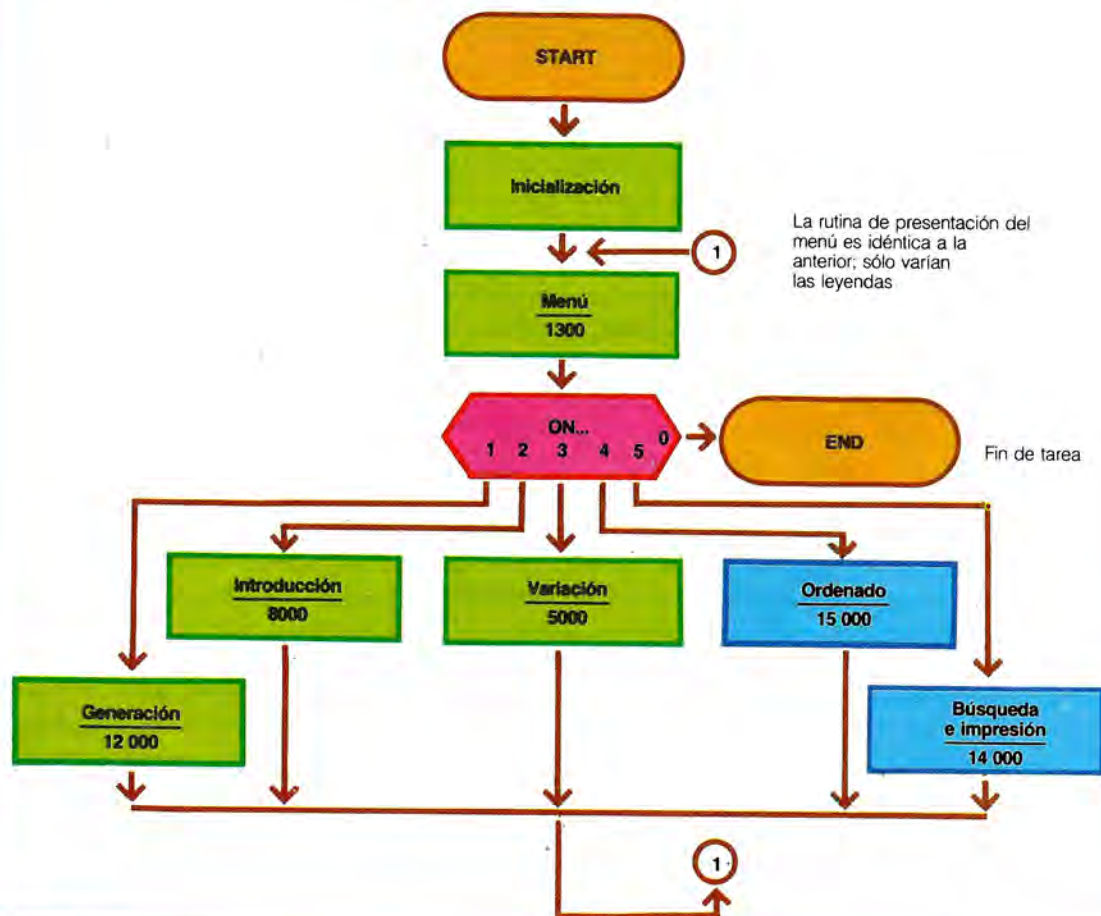 START
Inicialización
1
La rutina de presentación del
menú es idéntica a la
anterior; sólo varían
las leyendas
Menú
1300
ON...
1 2 3 4 5 0
END
Fin de tarea
Introducción
8000
Variación
5000
Ordenado
15 000
Generación
12 000
Búsqueda
e impresión
14 000
1